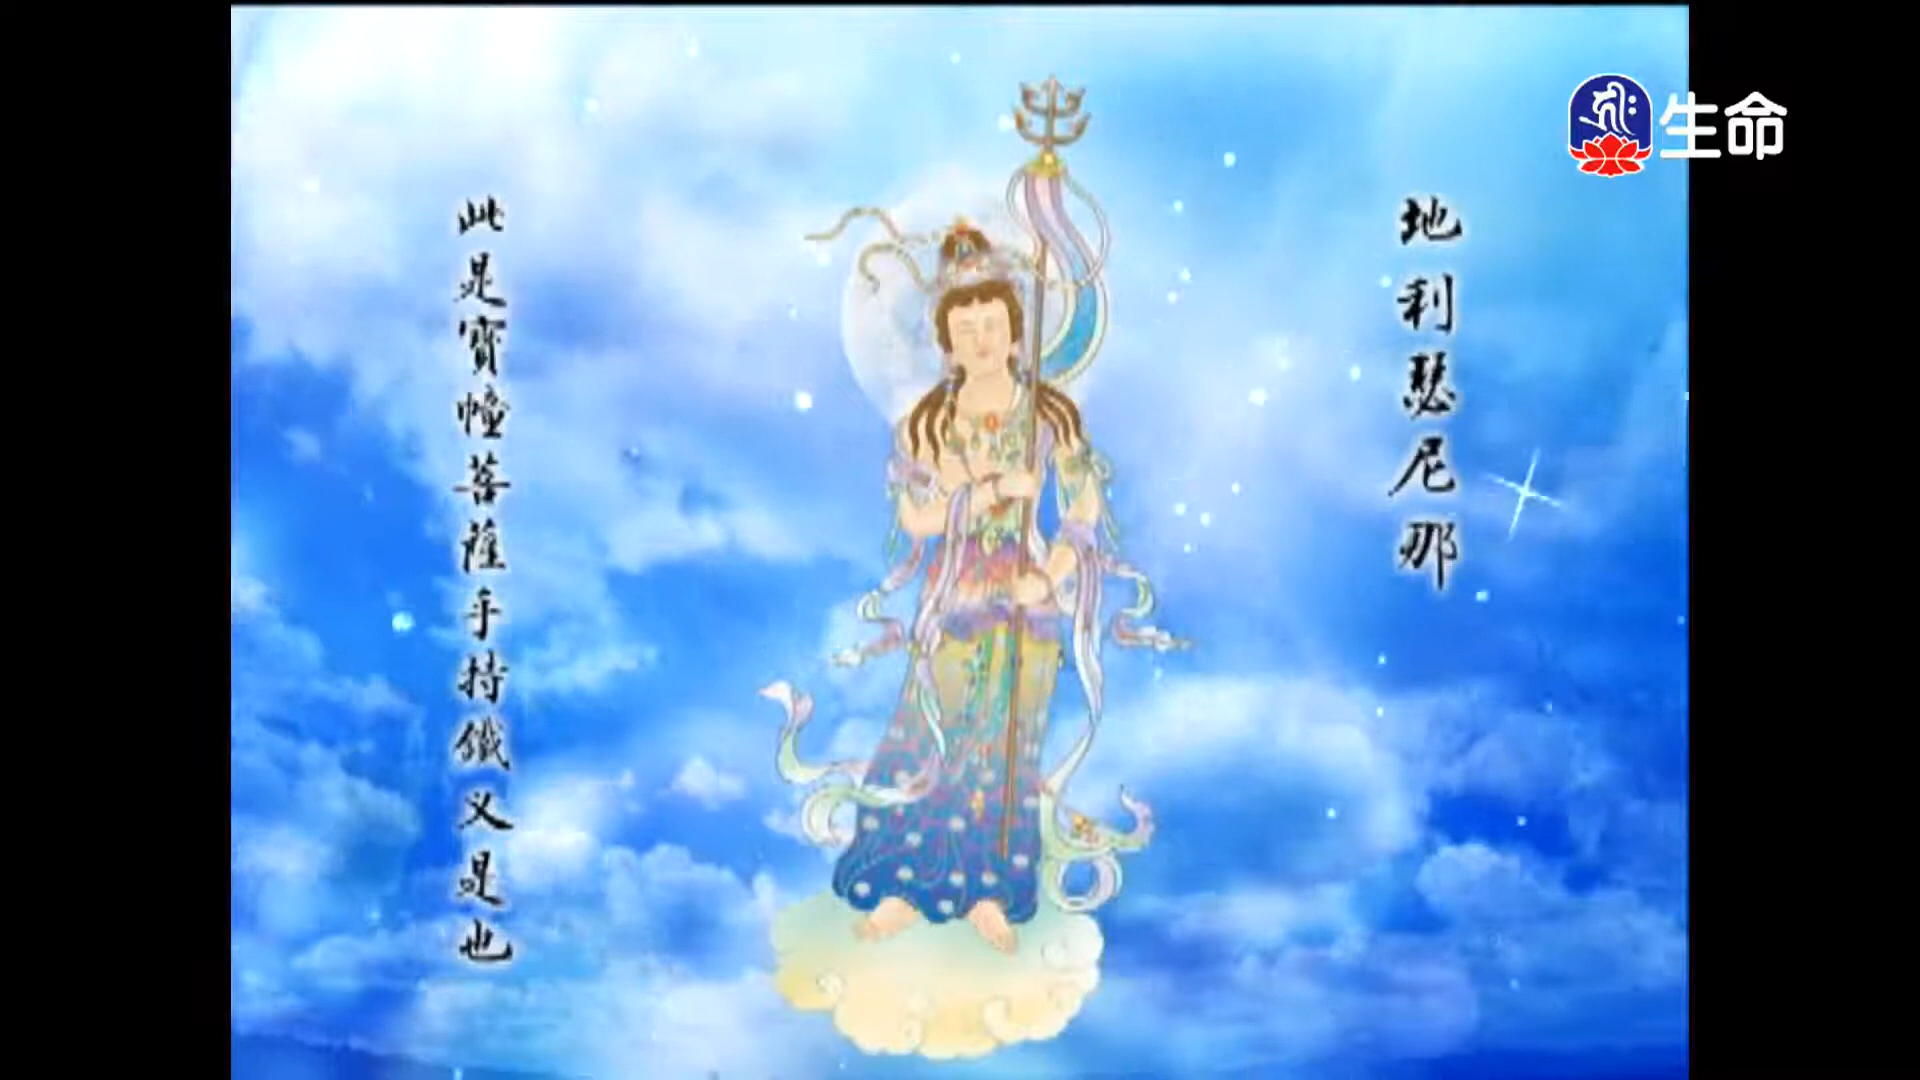 生命
地利瑟尼那
此是寶幢菩薩手持鐵叉是也